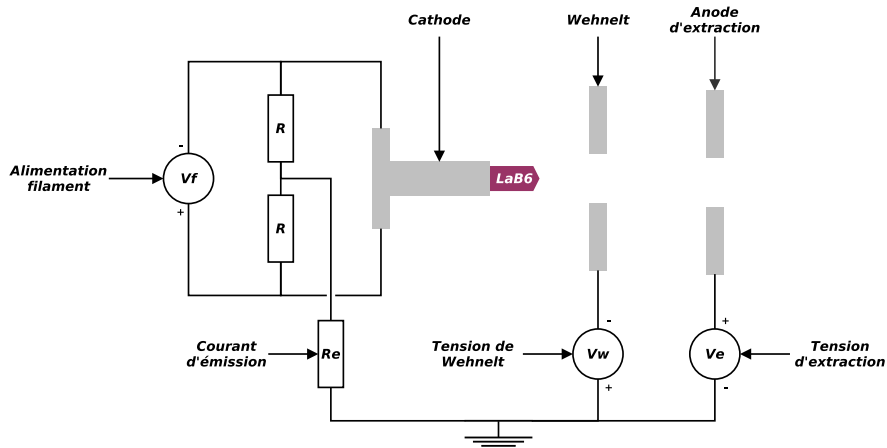 Cathode
Wehnelt
Anode
d'extraction
-
R
Alimentation
filament
Vf
LaB6
+
R
-
+
Courant
d'émission
Re
Tension de
Wehnelt
Vw
Ve
Tension
d'extraction
+
-